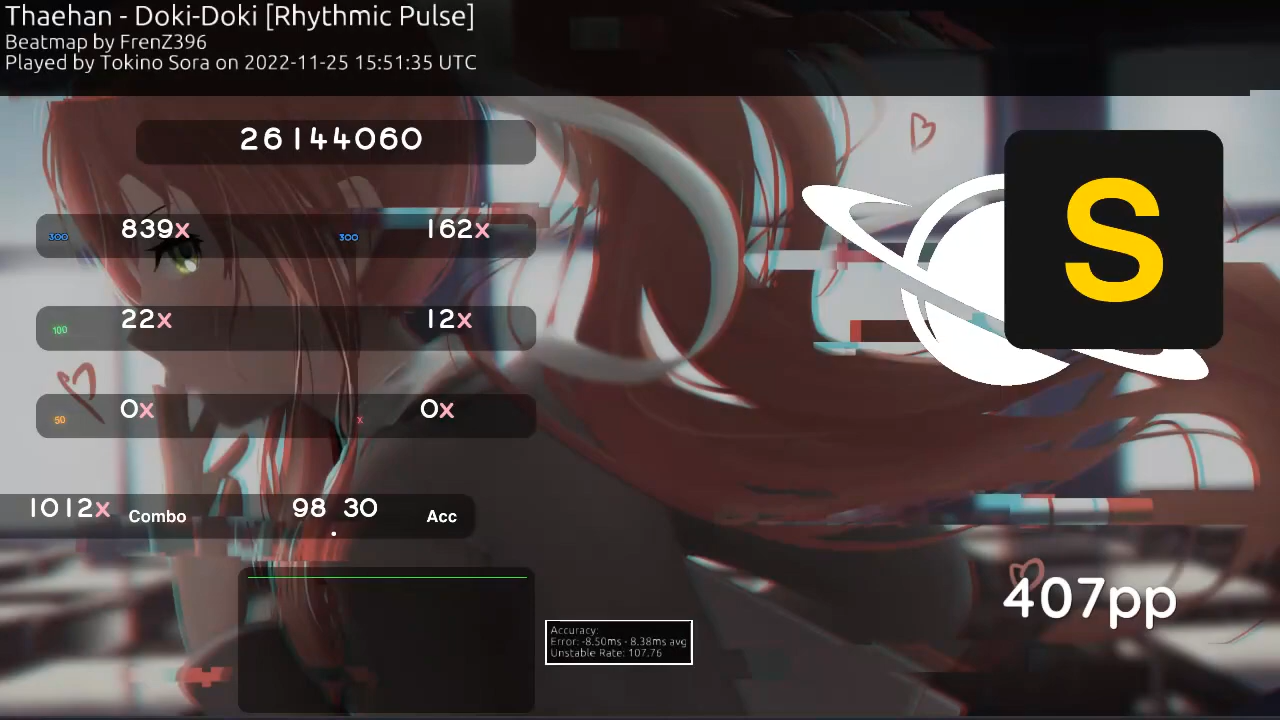 Thaehan - Doki-Doki [Rhythmic Pulse]
Beatmap by FrenZ396
Played by Tokino Sora on 2022-11-25 15:51:35 UTC
26144060
300 839x 300 162x
100 22x 12x
50 0x x 0x
1012x Combo 98.30 Acc
S
407pp
Accuracy:
Error: -8.50ms - 8.38ms avg
Unstable Rate: 107.76